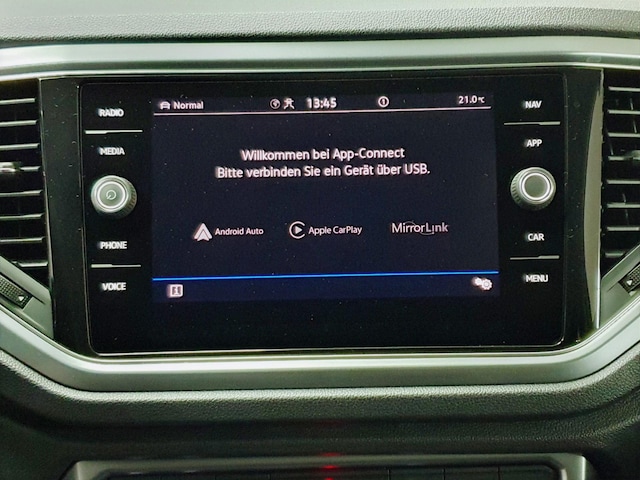 RADIO
MEDIA
PHONE
VOICE
Normal 13:45 21.0°C
Willkommen bei App-Connect
Bitte verbinden Sie ein Gerät über USB.
Android Auto Apple CarPlay MirrorLink
NAV
APP
CAR
MENU